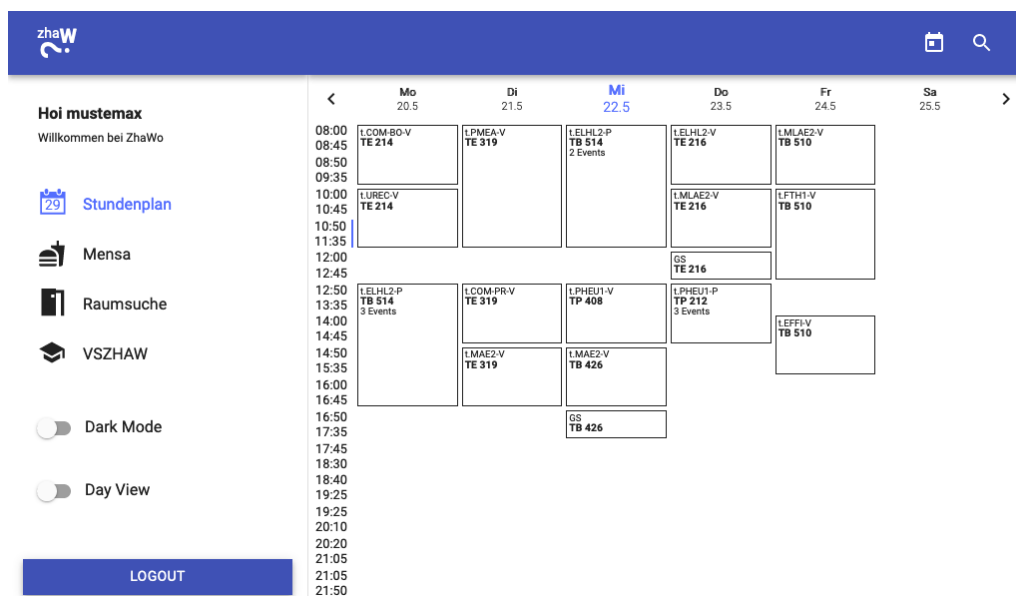 zhaW
Hoi mustemax
Willkommen bei ZhaWo
29
Stundenplan
Mensa
Raumsuche
VSZHAW
Dark Mode
Day View
LOGOUT
Mo
20.5
Di
21.5
Mi
22.5
Do
23.5
Fr
24.5
Sa
25.5
08:00
08:45
08:50
09:35
10:00
10:45
10:50
11:35
12:00
12:45
12:50
13:35
14:00
14:45
14:50
15:35
16:00
16:45
16:50
17:35
17:45
18:30
18:40
19:25
19:25
20:10
20:20
21:05
21:05
21:50
t.COM-BO-V
TE 214
t.UREC-V
TE 214
t.ELHL2-P
TB 514
3 Events
t.PMEA-V
TE 319
t.COM-PR-V
TE 319
t.MAE2-V
TE 319
t.ELHL2-P
TB 514
2 Events
t.PHEU1-V
TP 408
t.MAE2-V
TB 426
GS
TB 426
t.ELHL2-V
TE 216
t.MLAE2-V
TE 216
GS
TE 216
t.PHEU1-P
TP 212
3 Events
t.MLAE2-V
TB 510
t.FTH1-V
TB 510
t.EFFI-V
TB 510